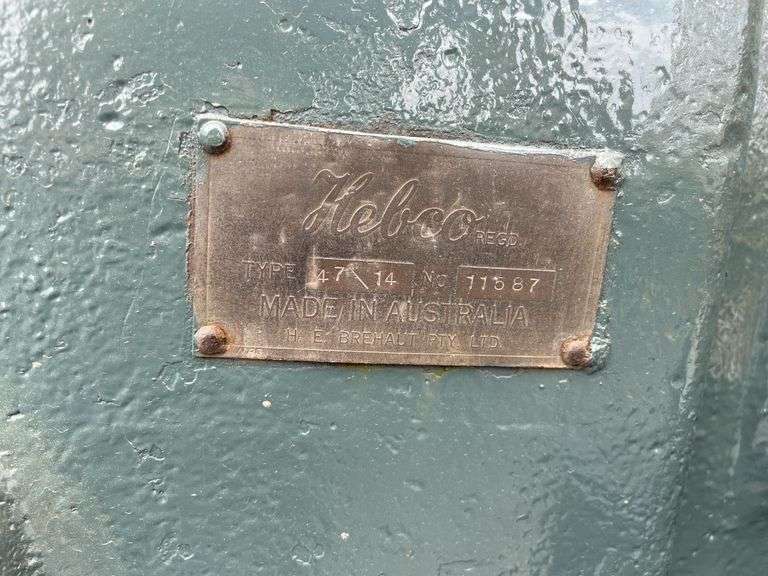 Hebco REGD.
TYPE 47 14 No 11587
MADE IN AUSTRALIA
H. E. BREHAUT PTY. LTD.